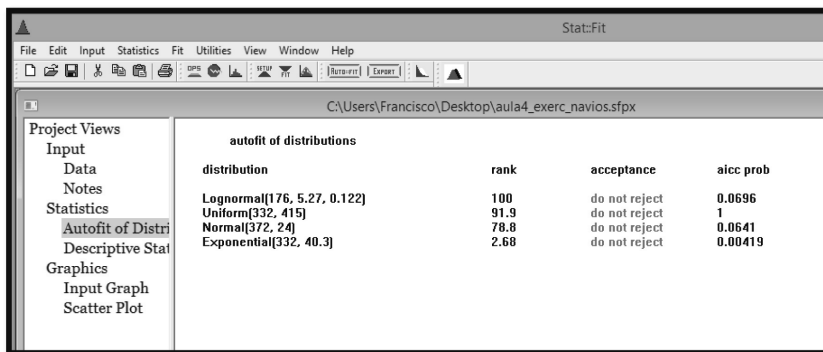 Stat::Fit
File Edit Input Statistics Fit Utilities View Window Help
OPS SETUP FIT AUTO::FIT EXPORT
C:\Users\Francisco\Desktop\aula4_exerc_navios.sfpx
Project Views
Input
Data
Notes
Statistics
Autofit of Distri
Descriptive Stat
Graphics
Input Graph
Scatter Plot
autofit of distributions
distribution rank acceptance aicc prob
Lognormal(176, 5.27, 0.122) 100 do not reject 0.0696
Uniform(332, 415) 91.9 do not reject 1
Normal(372, 24) 78.8 do not reject 0.0641
Exponential(332, 40.3) 2.68 do not reject 0.00419